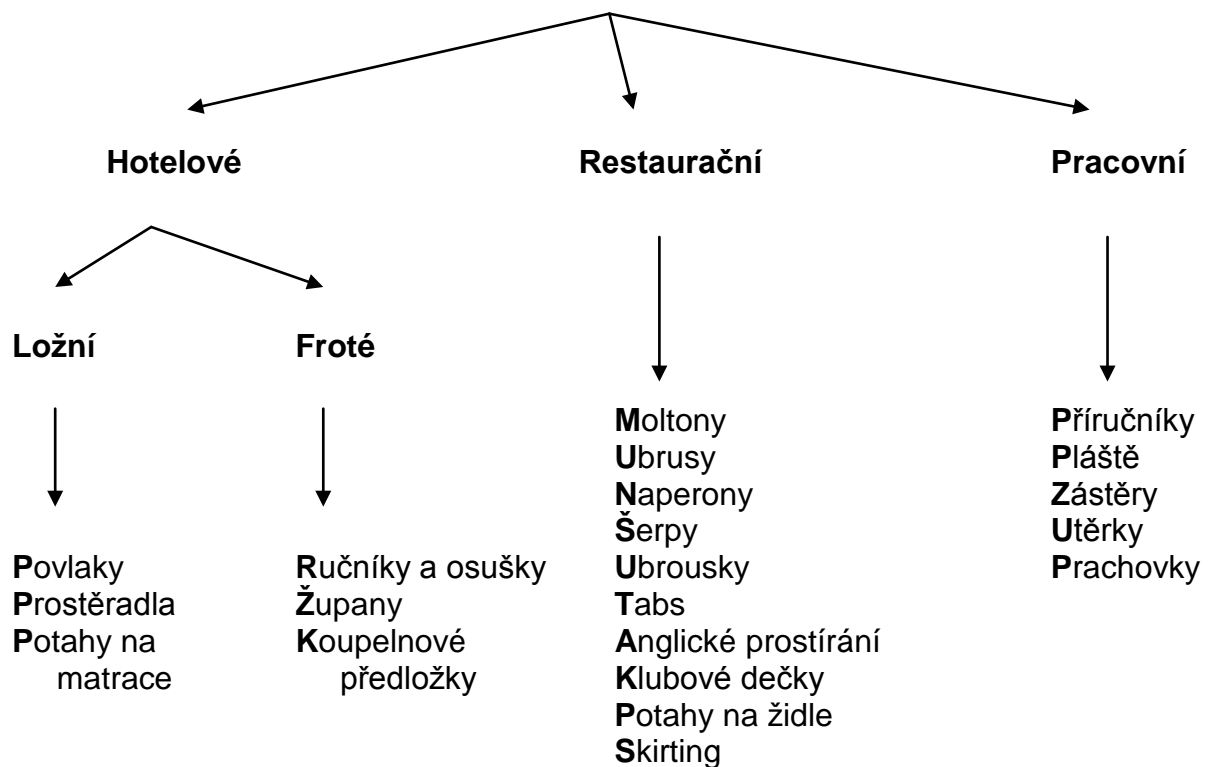 Hotelové
Restaurační
Pracovní
Ložní
Froté
Povlaky
Prostěradla
Potahy na
matrace
Ručníky a osušky
Župany
Koupelnové
předložky
Moltony
Ubrusy
Naperony
Šerpy
Ubrousky
Tabs
Anglické prostírání
Klubové dečky
Potahy na židle
Skirting
Příručníky
Pláště
Zástěry
Utěrky
Prachovky